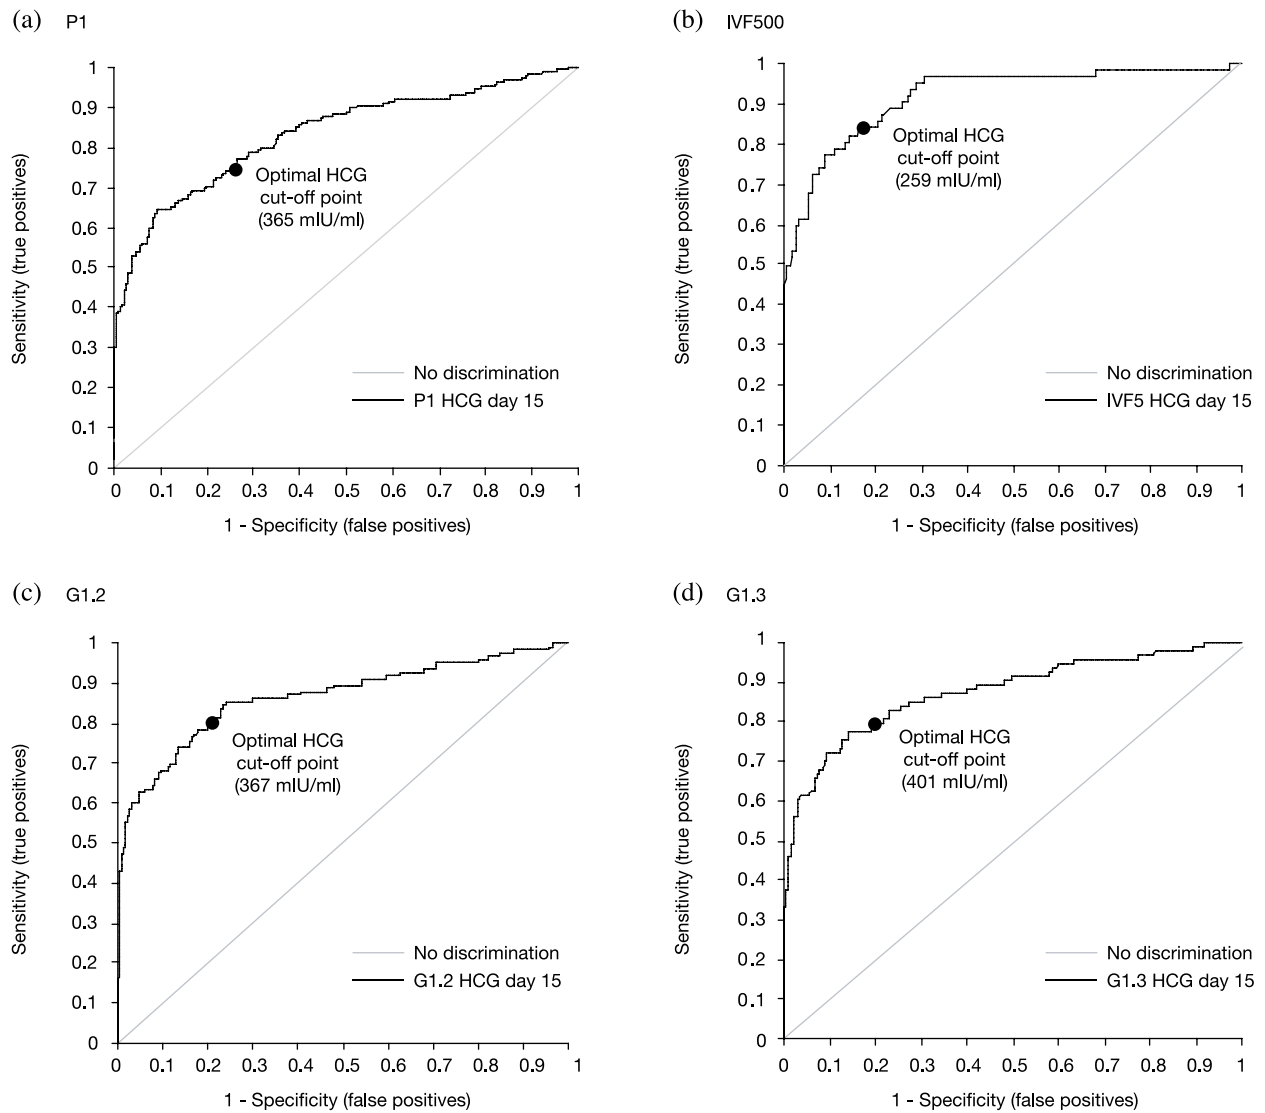 (a) P1
1
0.9
0.8
0.7
0.6
0.5
0.4
0.3
0.2
0.1
0
Sensitivity (true positives)
Optimal HCG
cut-off point
(365 mIU/ml)
No discrimination
P1 HCG day 15
0 0.1 0.2 0.3 0.4 0.5 0.6 0.7 0.8 0.9 1
1 - Specificity (false positives)
(b) IVF500
1
0.9
0.8
0.7
0.6
0.5
0.4
0.3
0.2
0.1
0
Sensitivity (true positives)
Optimal HCG
cut-off point
(259 mIU/ml)
No discrimination
IVF5 HCG day 15
0 0.1 0.2 0.3 0.4 0.5 0.6 0.7 0.8 0.9 1
1 - Specificity (false positives)
(c) G1.2
1
0.9
0.8
0.7
0.6
0.5
0.4
0.3
0.2
0.1
0
Sensitivity (true positives)
Optimal HCG
cut-off point
(367 mIU/ml)
No discrimination
G1.2 HCG day 15
0 0.1 0.2 0.3 0.4 0.5 0.6 0.7 0.8 0.9 1
1 - Specificity (false positives)
(d) G1.3
1
0.9
0.8
0.7
0.6
0.5
0.4
0.3
0.2
0.1
0
Sensitivity (true positives)
Optimal HCG
cut-off point
(401 mIU/ml)
No discrimination
G1.3 HCG day 15
0 0.1 0.2 0.3 0.4 0.5 0.6 0.7 0.8 0.9 1
1 - Specificity (false positives)